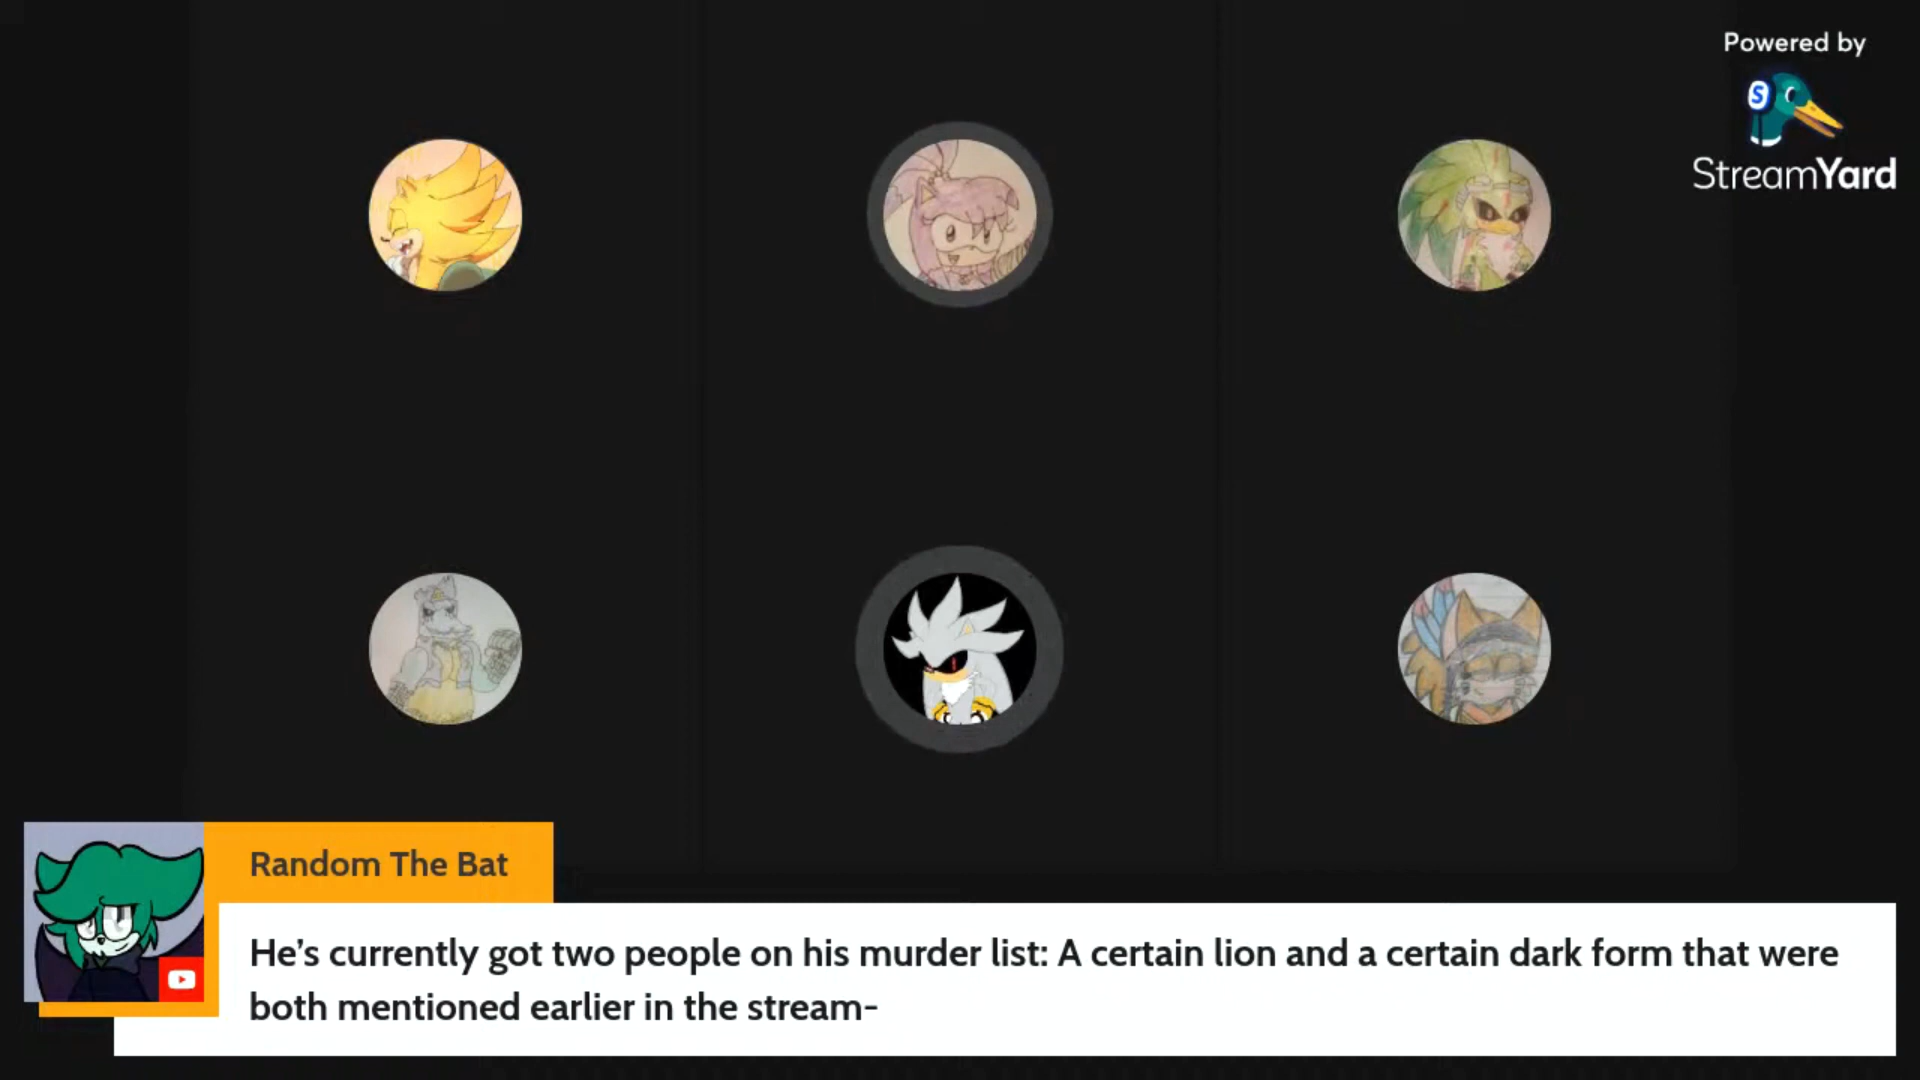 Powered by
S
StreamYard
Random The Bat
He’s currently got two people on his murder list: A certain lion and a certain dark form that were
both mentioned earlier in the stream-